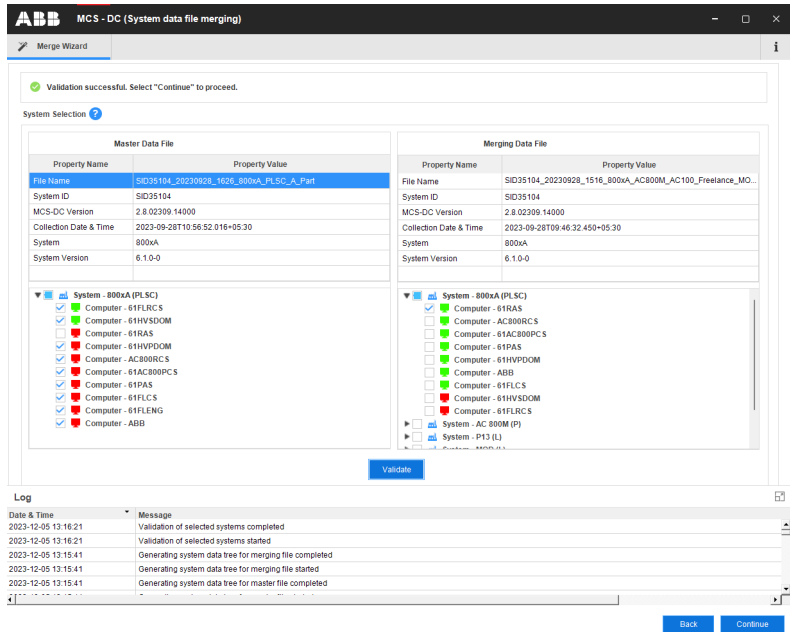 ABB MCS - DC (System data file merging)
Merge Wizard
Validation successful. Select "Continue" to proceed.
System Selection ?
Master Data File
Property Name Property Value
File Name SID35104_20230928_1626_800xA_PLSC_A_Part
System ID SID35104
MCS-DC Version 2.8.02309.14000
Collection Date & Time 2023-09-28T10:56:52.016+05:30
System 800xA
System Version 6.1.0-0
System - 800xA (PLSC)
Computer - 61FLRCS
Computer - 61HVSDOM
Computer - 61RAS
Computer - 61HVPDOM
Computer - AC800RCS
Computer - 61AC800PCS
Computer - 61PAS
Computer - 61FLCS
Computer - 61FLENG
Computer - ABB
Merging Data File
Property Name Property Value
File Name SID35104_20230928_1516_800xA_AC800M_AC100_Freelance_MO...
System ID SID35104
MCS-DC Version 2.8.02309.14000
Collection Date & Time 2023-09-28T09:46:32.450+05:30
System 800xA
System Version 6.1.0-0
System - 800xA (PLSC)
Computer - 61RAS
Computer - AC800RCS
Computer - 61AC800PCS
Computer - 61PAS
Computer - 61HVPDOM
Computer - ABB
Computer - 61FLCS
Computer - 61HVSDOM
Computer - 61FLRCS
System - AC 800M (P)
System - P13 (L)
Validate
Log
Date & Time Message
2023-12-05 13:16:21 Validation of selected systems completed
2023-12-05 13:16:21 Validation of selected systems started
2023-12-05 13:15:41 Generating system data tree for merging file completed
2023-12-05 13:15:41 Generating system data tree for merging file started
2023-12-05 13:15:41 Generating system data tree for master file completed
Back Continue